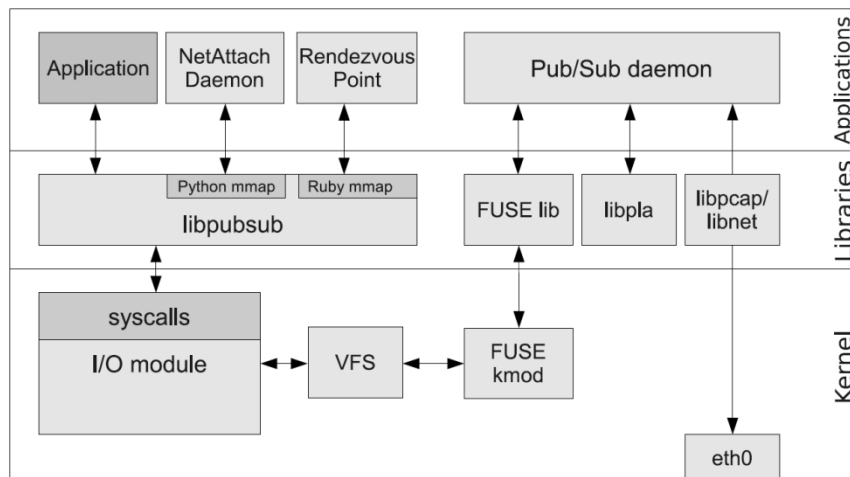 Application
NetAttach
Daemon
Rendezvous
Point
Pub/Sub daemon
Applications
Python mmap
Ruby mmap
libpubsub
FUSE lib
libpla
libpcap/
libnet
Libraries
syscalls
I/O module
VFS
FUSE
kmod
eth0
Kernel